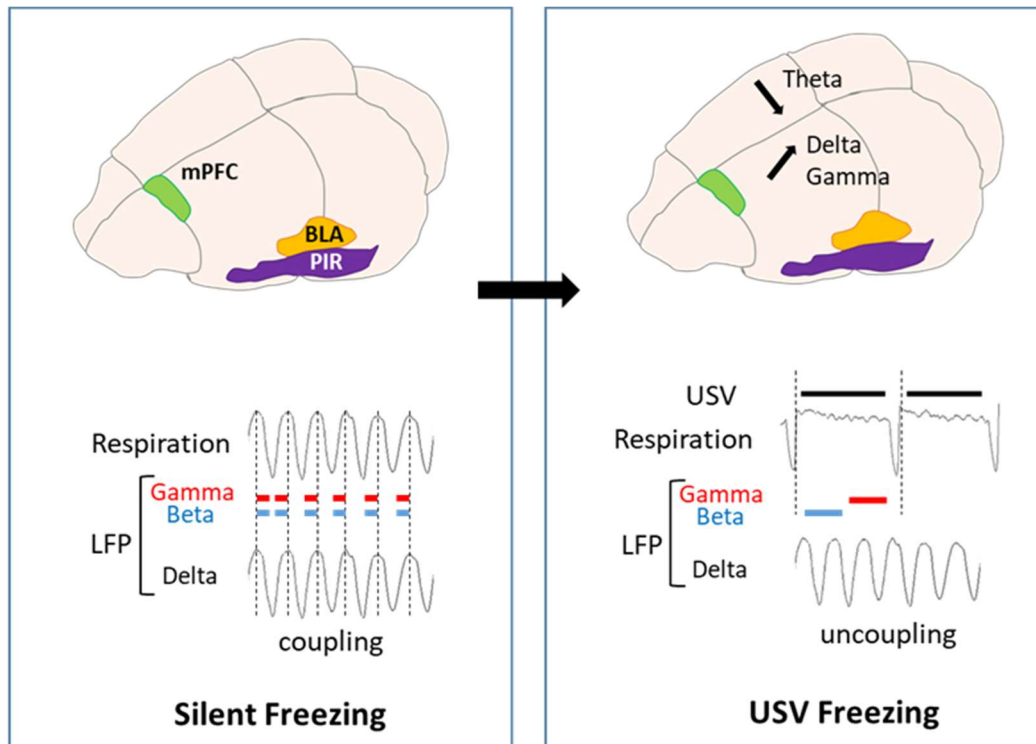 mPFC
BLA
PIR
Respiration
Gamma
Beta
LFP
Delta
coupling
Silent Freezing
Theta
Delta
Gamma
USV
Respiration
Gamma
Beta
LFP
Delta
uncoupling
USV Freezing